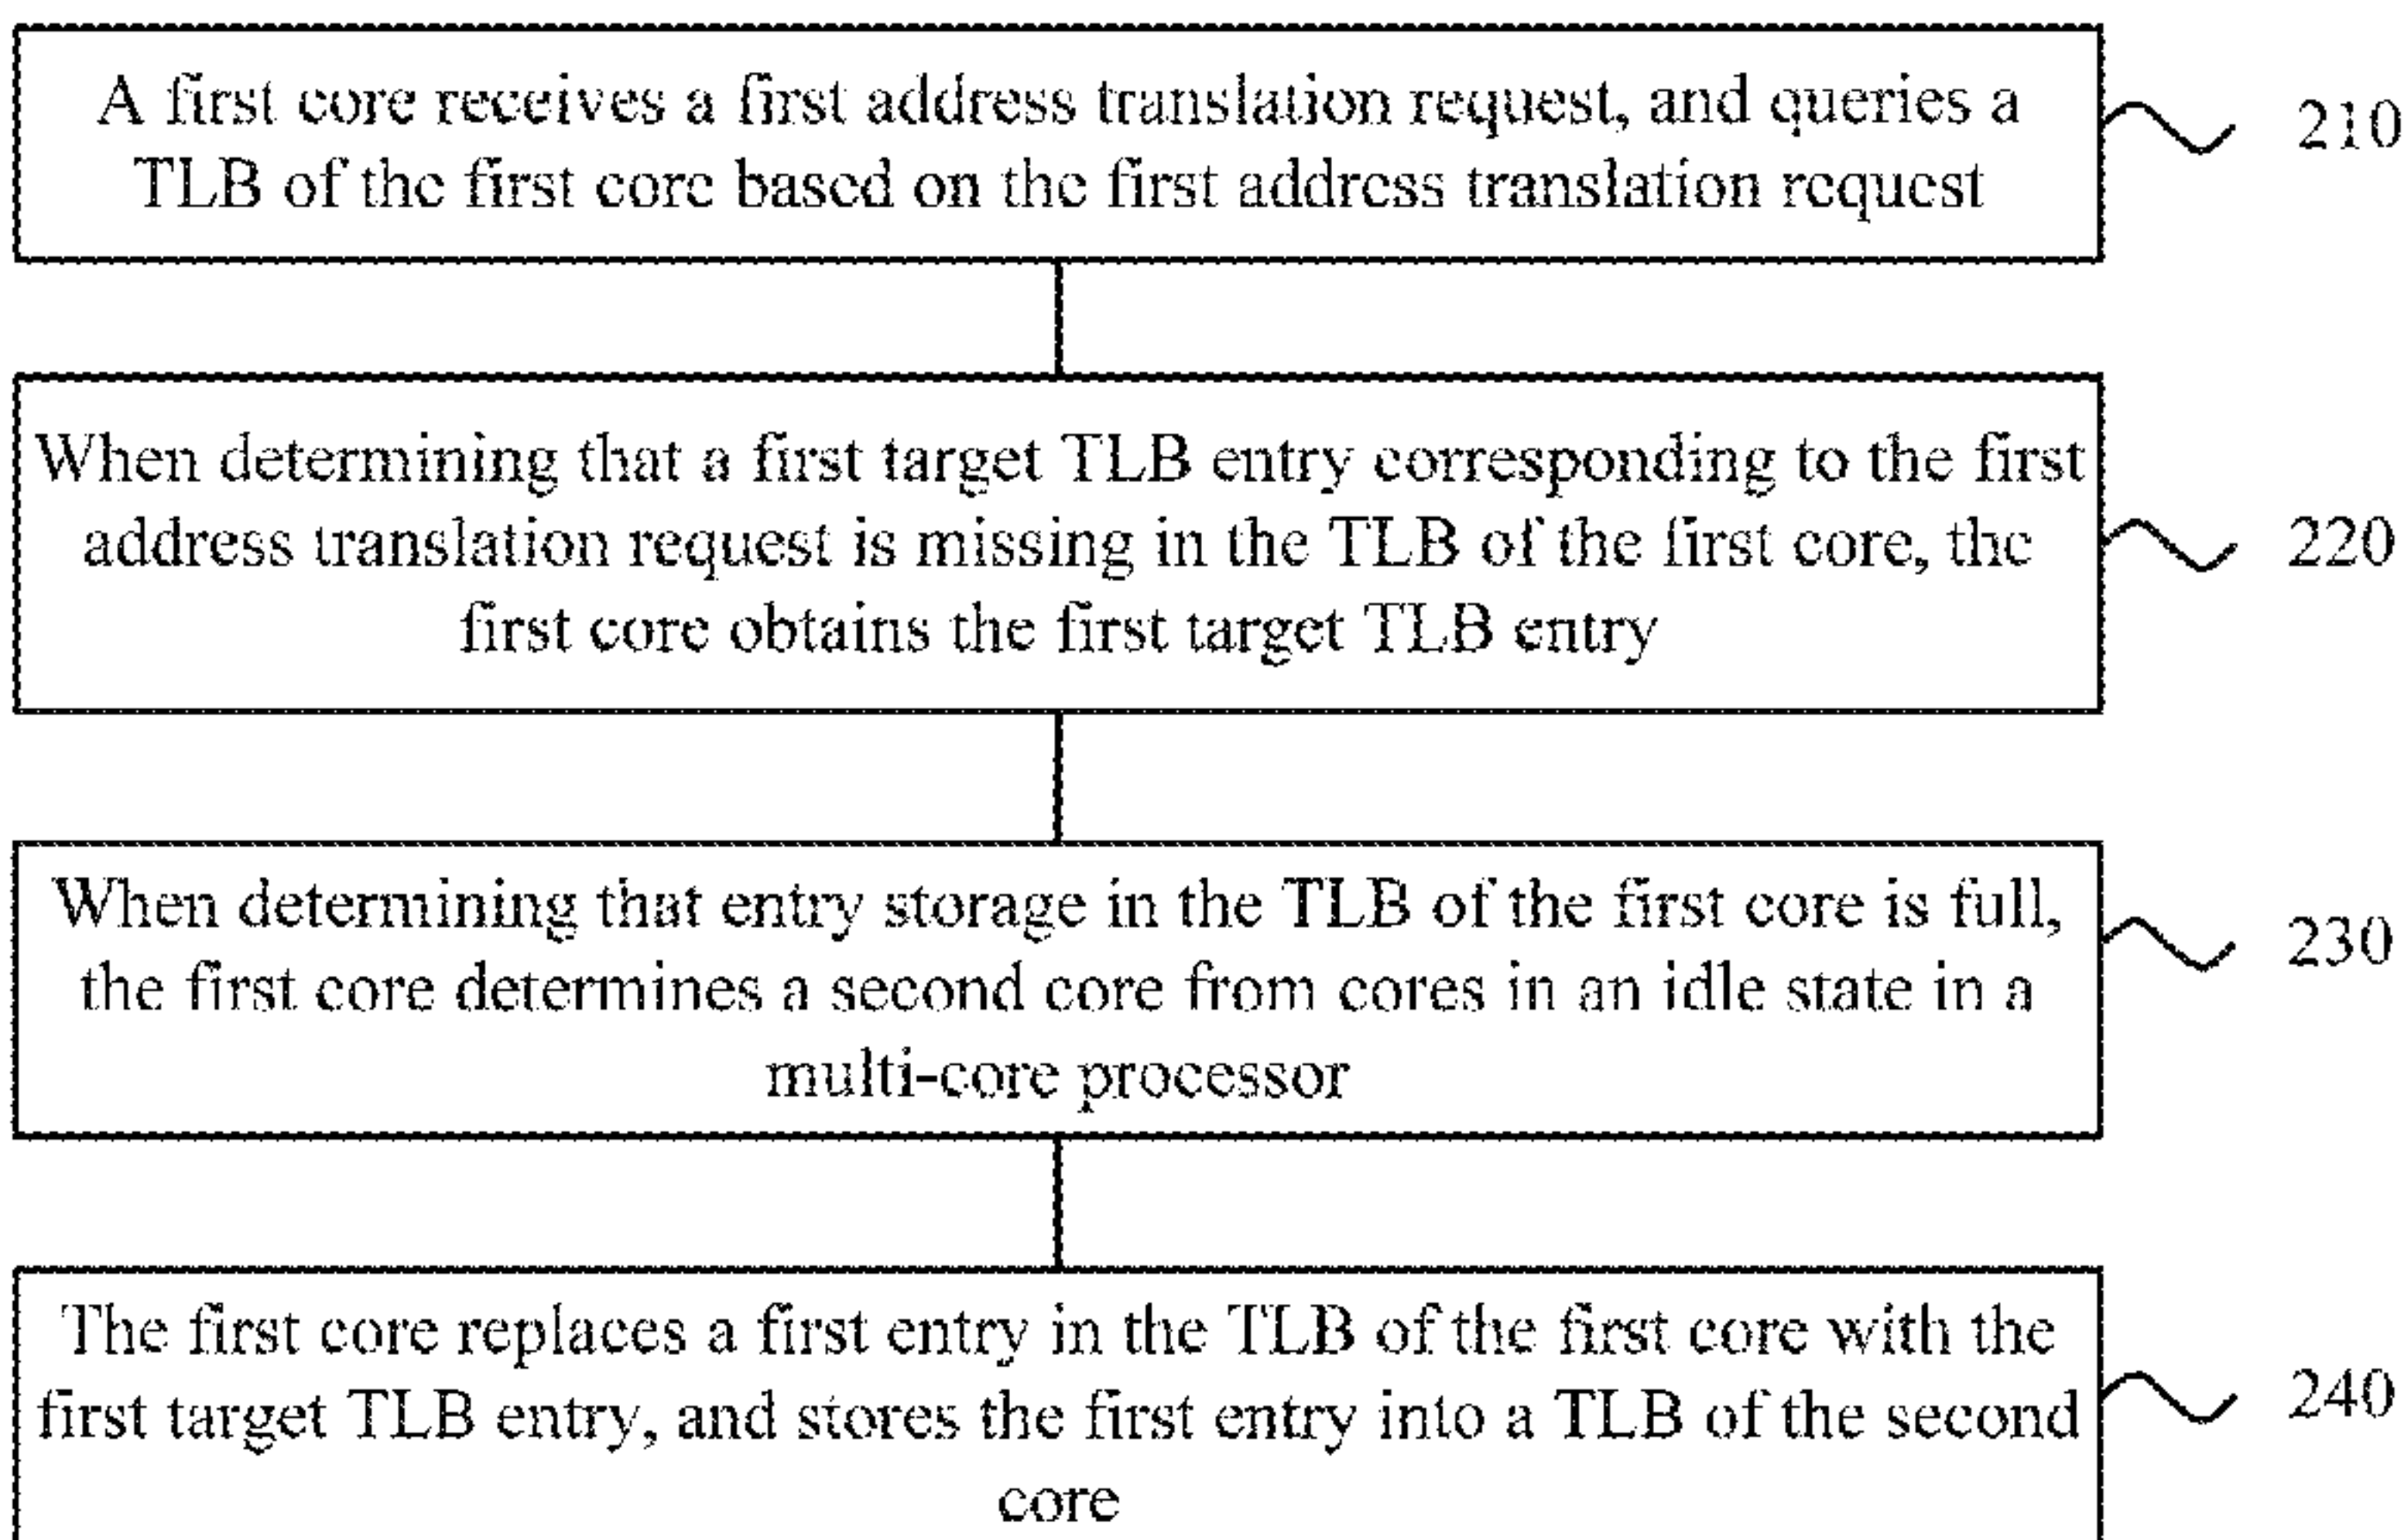 A first core receives a first address translation request, and queries a
TLB of the first core based on the first address translation request
210
When determining that a first target TLB entry corresponding to the first
address translation request is missing in the TLB of the first core, the
first core obtains the first target TLB entry
220
When determining that entry storage in the TLB of the first core is full,
the first core determines a second core from cores in an idle state in a
multi-core processor
230
The first core replaces a first entry in the TLB of the first core with the
first target TLB entry, and stores the first entry into a TLB of the second
core
240